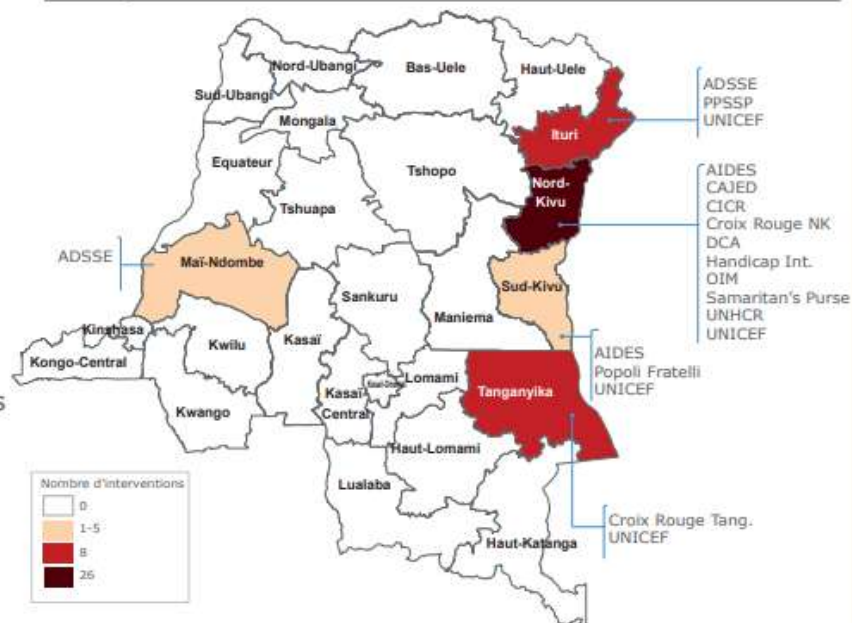 Nord-Ubangi
Bas-Uele
Haut-Uele
Sud-Ubangi
Mongala
Ituri
ADSSE
PPSSP
UNICEF
Equateur
Tshopo
Tshuapa
Nord-
Kivu
AIDES
CAJED
CICR
Croix Rouge NK
DCA
Handicap Int.
OIM
Samaritan's Purse
UNHCR
UNICEF
ADSSE
Maï-Ndombe
Sankuru
Maniema
Sud-Kivu
AIDES
Popoli Fratelli
UNICEF
Kinshasa
Kongo-Central
Kwilu
Kasaï
Kwango
Kasaï-
Central
Lomami
Tanganyika
Haut-Lomami
Lualaba
Haut-Katanga
Croix Rouge Tang.
UNICEF
S
Nombre d'interventions
0
1-5
8
26